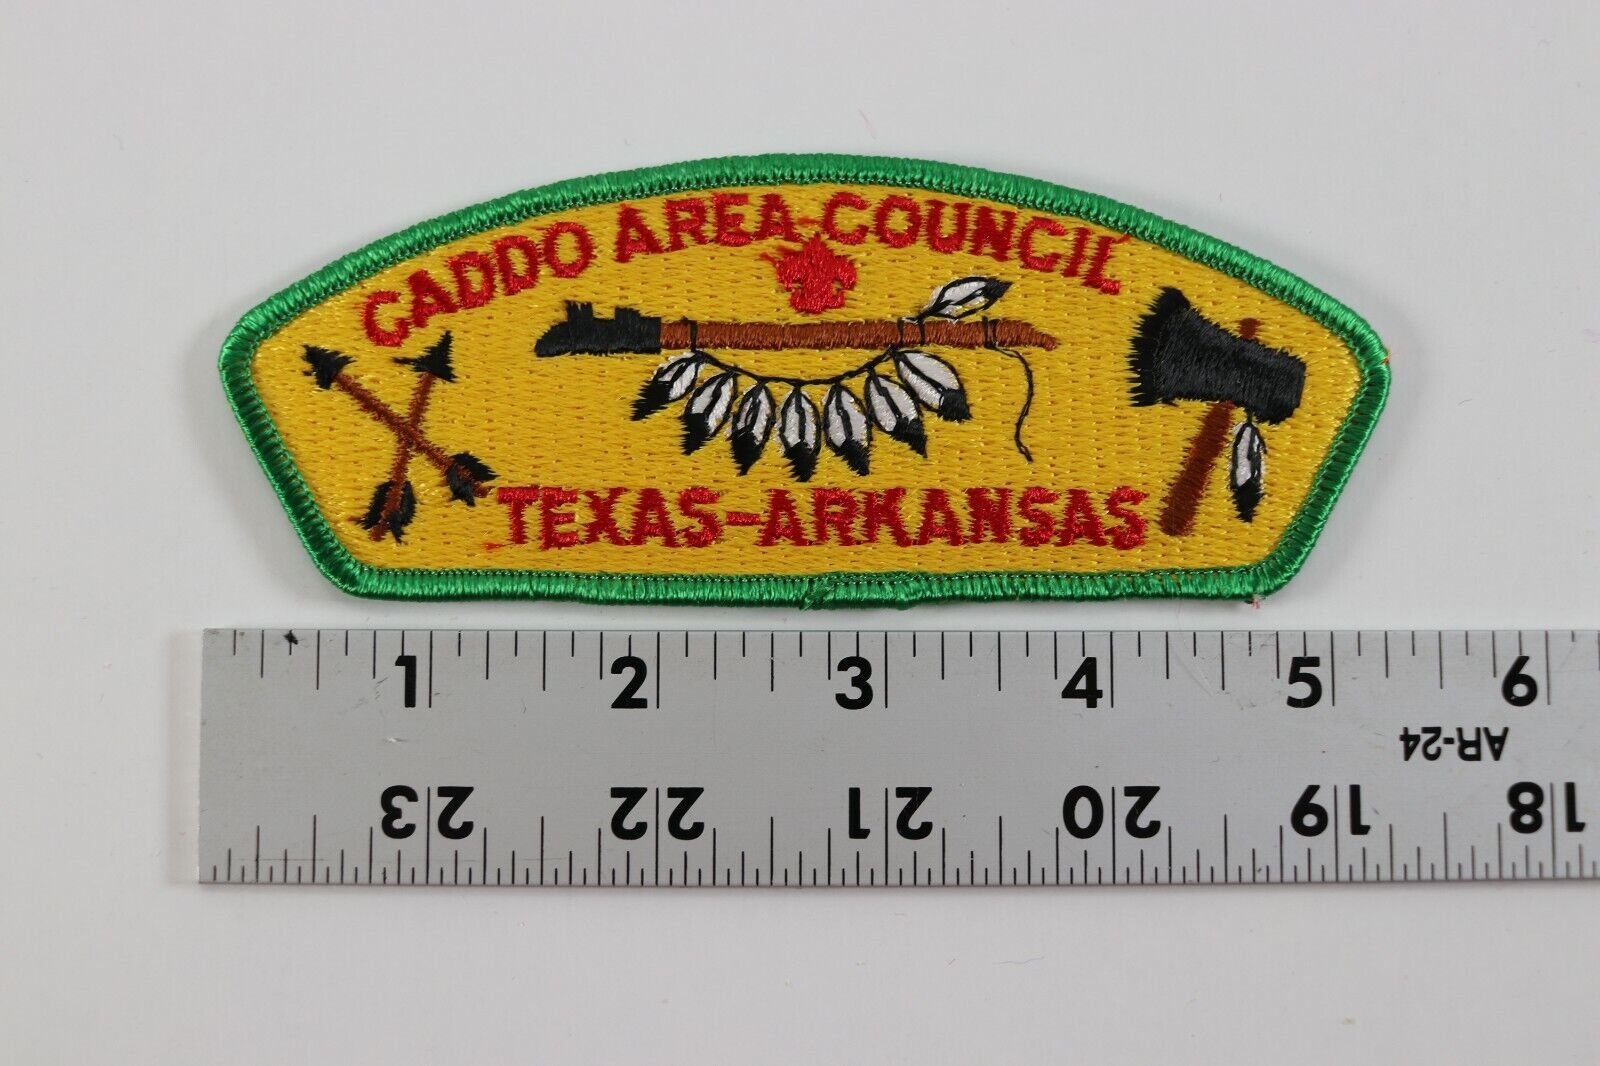 CADDO AREA COUNCIL
TEXAS-ARKANSAS
1 2 3 4 5 6
AR-24
23 22 21 20 19 18